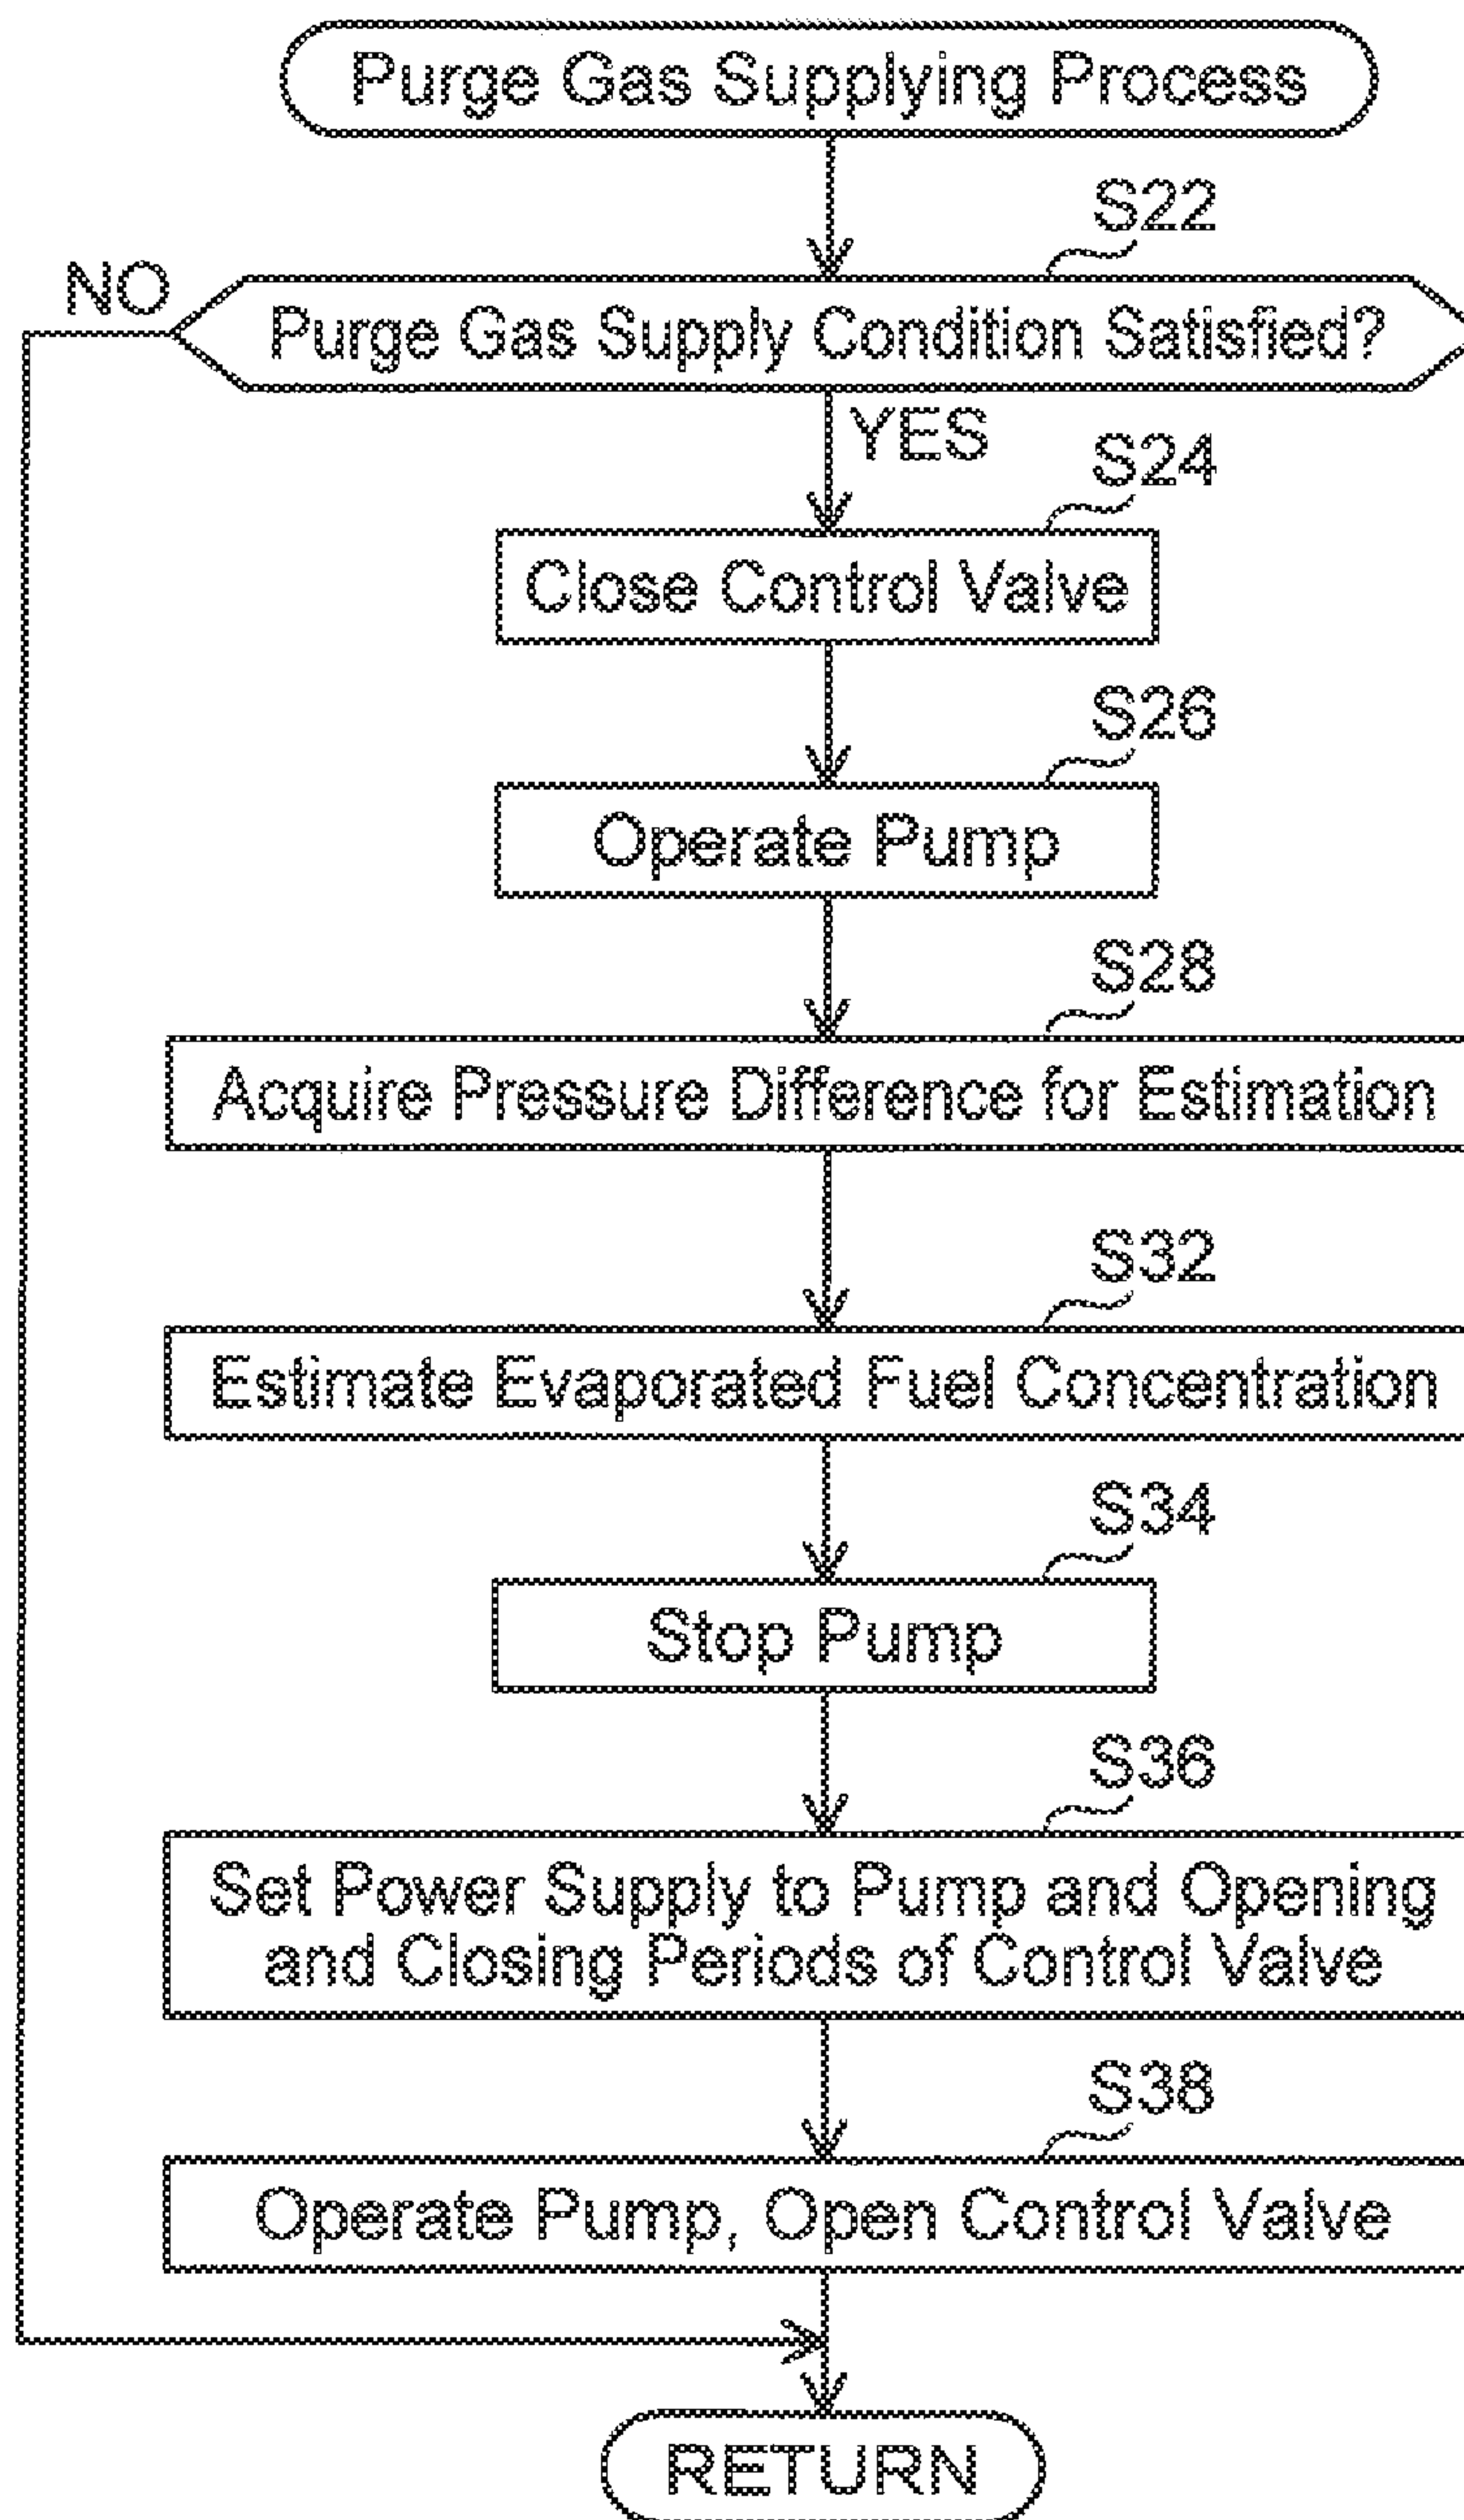 Purge Gas Supplying Process
S22
NO
Purge Gas Supply Condition Satisfied?
YES
S24
Close Control Valve
S26
Operate Pump
S28
Acquire Pressure Difference for Estimation
S32
Estimate Evaporated Fuel Concentration
S34
Stop Pump
S36
Set Power Supply to Pump and Opening
and Closing Periods of Control Valve
S38
Operate Pump, Open Control Valve
RETURN